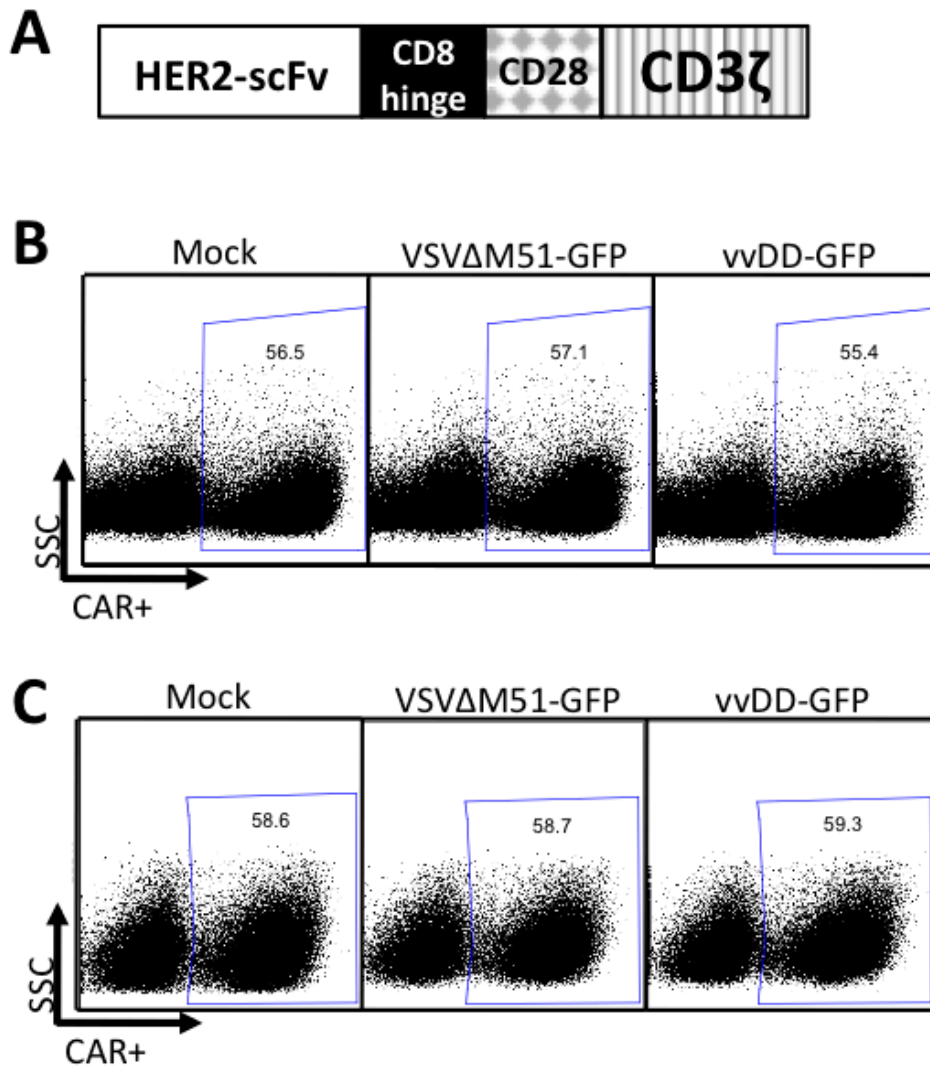 A
HER2-scFv
CD8
hinge
CD28
CD3ζ
B
Mock
VSVΔM51-GFP
vvDD-GFP
56.5
57.1
55.4
SSC
CAR+
C
Mock
VSVΔM51-GFP
vvDD-GFP
58.6
58.7
59.3
SSC
CAR+